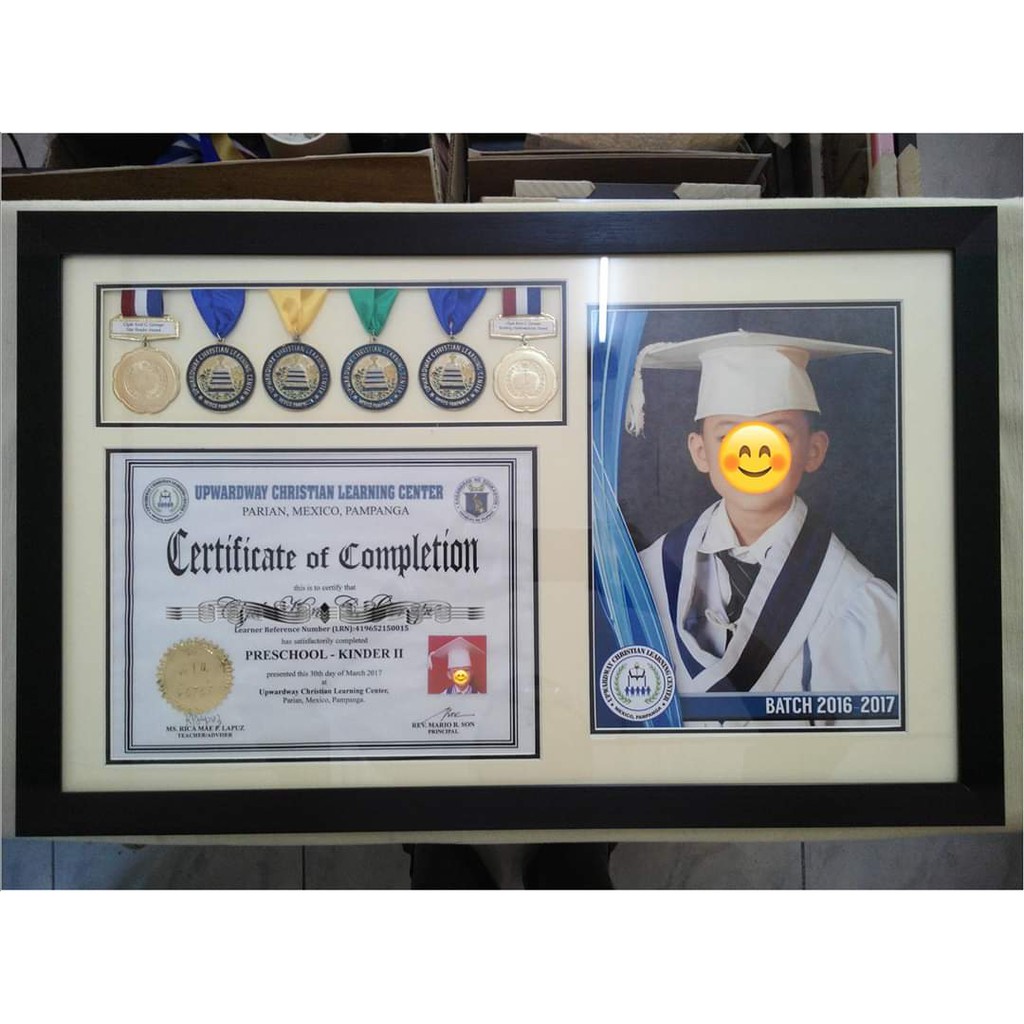 UPWARDWAY CHRISTIAN LEARNING CENTER
PARIAN, MEXICO, PAMPANGA
Certificate of Completion
this is to certify that
Learner Reference Number (LRN):419652150015
has satisfactorily completed
PRESCHOOL - KINDER II
presented this 30th day of March 2017
at
Upwardway Christian Learning Center,
Parian, Mexico, Pampanga.
MS. RICA MAE P. LAPUZ
TEACHER/ADVISER
REV. MARIO R. SON
PRINCIPAL
UPWARDWAY CHRISTIAN LEARNING CENTER
MEXICO, PAMPANGA
BATCH 2016-2017